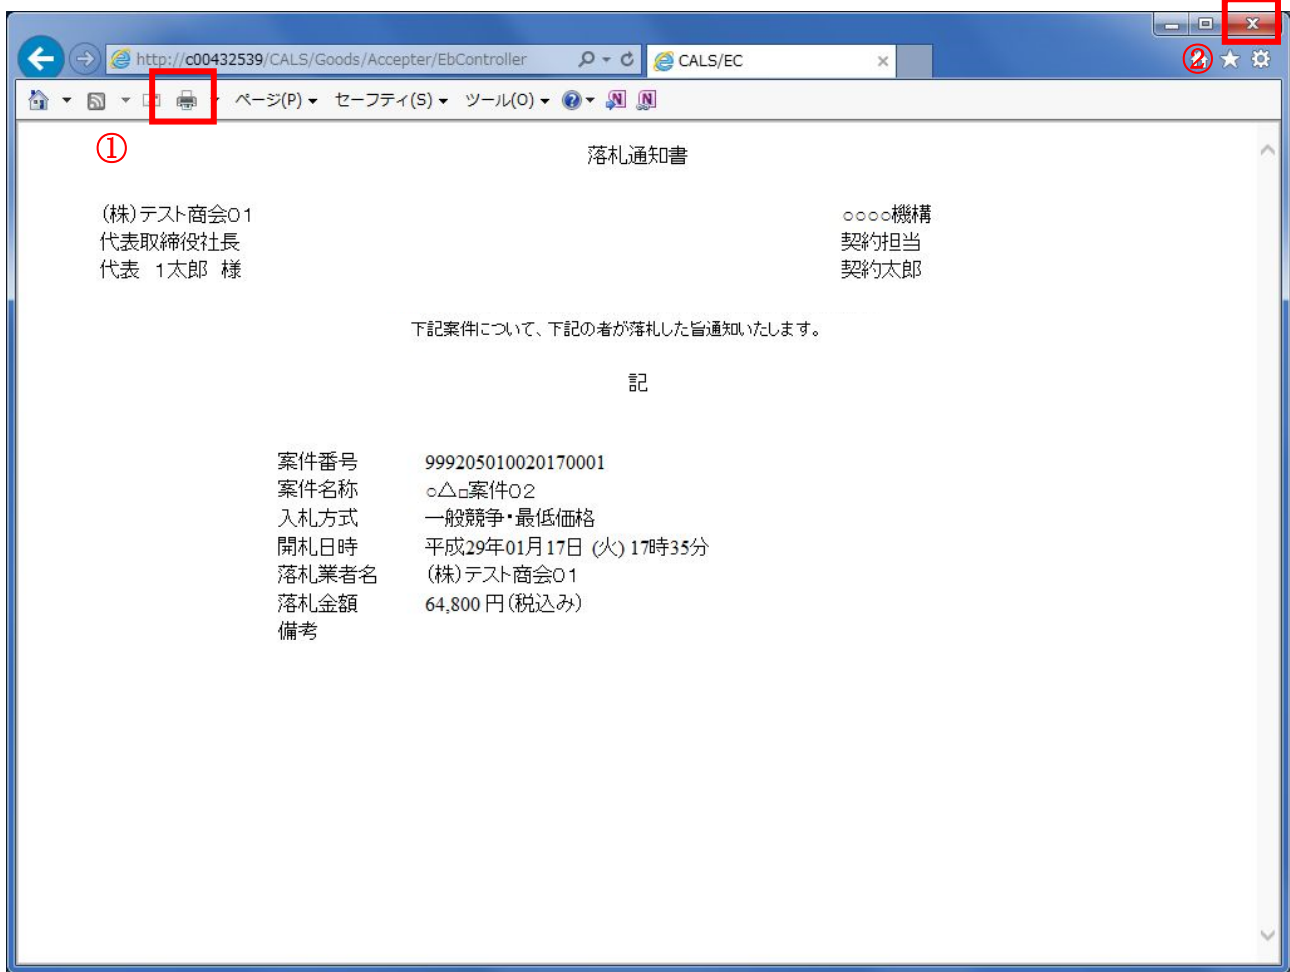 http://c00432539/CALS/Goods/Accepter/EbController
CALS/EC
②
ページ(P) セーフティ(S) ツール(O)
①
落札通知書
(株)テスト商会01 ○○○○機構
代表取締役社長 契約担当
代表 1太郎 様 契約太郎
下記案件について、下記の者が落札した旨通知いたします。
記
案件番号 999205010020170001
案件名称 ○△□案件02
入札方式 一般競争・最低価格
開札日時 平成29年01月17日 (火) 17時35分
落札業者名 (株)テスト商会01
落札金額 64,800 円(税込み)
備考